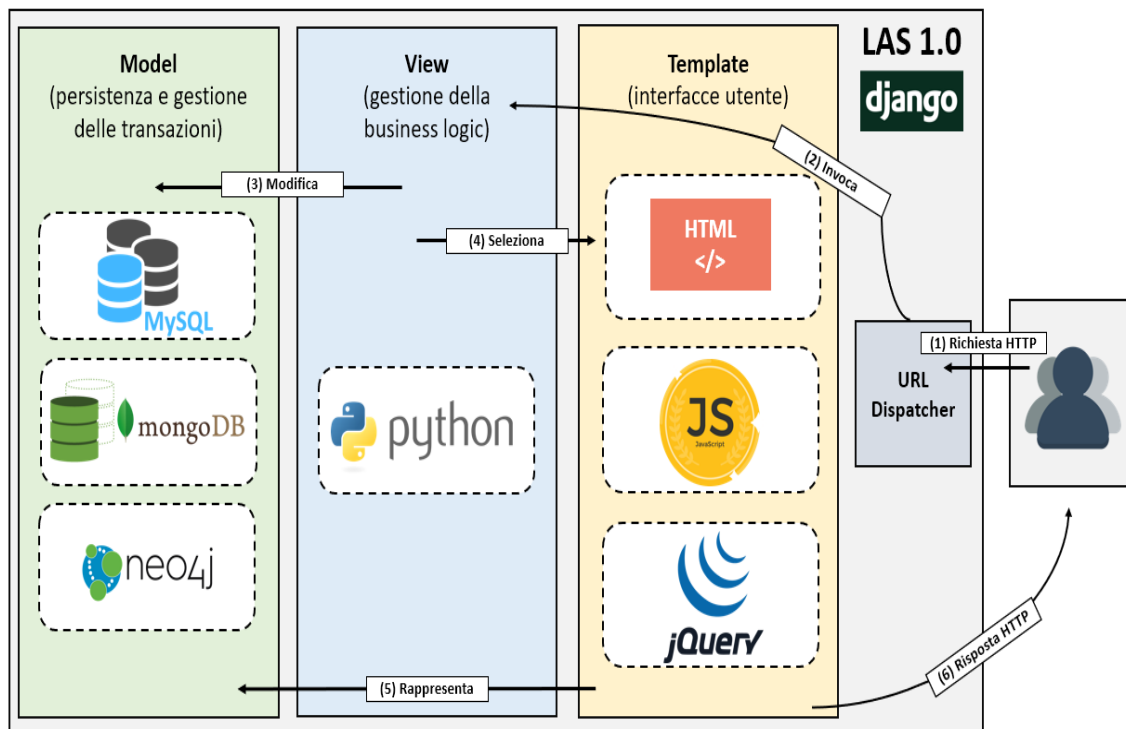 Model
(persistenza e gestione
delle transazioni)
View
(gestione della
business logic)
Template
(interfacce utente)
LAS 1.0
django
(2) Invoca
(3) Modifica
(4) Seleziona
HTML
</>
MySQL
(1) Richiesta HTTP
URL
Dispatcher
mongoDB
python
JS
JavaScript
neo4j
jQuery
(6) Risposta HTTP
(5) Rappresenta